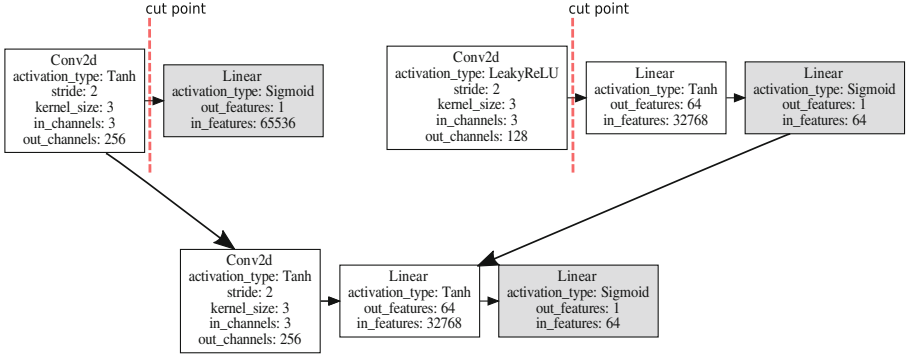 cut point
Conv2d
activation_type: Tanh
stride: 2
kernel_size: 3
in_channels: 3
out_channels: 256
Linear
activation_type: Sigmoid
out_features: 1
in_features: 65536
cut point
Conv2d
activation_type: LeakyReLU
stride: 2
kernel_size: 3
in_channels: 3
out_channels: 128
Linear
activation_type: Tanh
out_features: 64
in_features: 32768
Linear
activation_type: Sigmoid
out_features: 1
in_features: 64
Conv2d
activation_type: Tanh
stride: 2
kernel_size: 3
in_channels: 3
out_channels: 256
Linear
activation_type: Tanh
out_features: 64
in_features: 32768
Linear
activation_type: Sigmoid
out_features: 1
in_features: 64